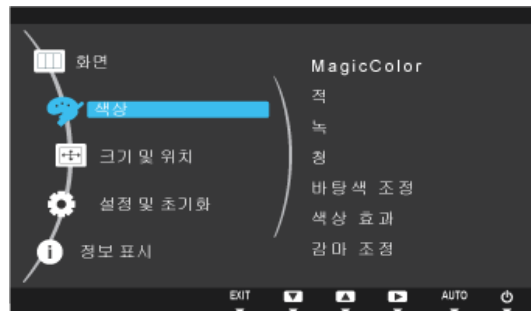 화면
색상
크기 및 위치
설정 및 초기화
정보 표시
MagicColor
적
녹
청
바탕색 조정
색상 효과
감마 조정
EXIT
AUTO